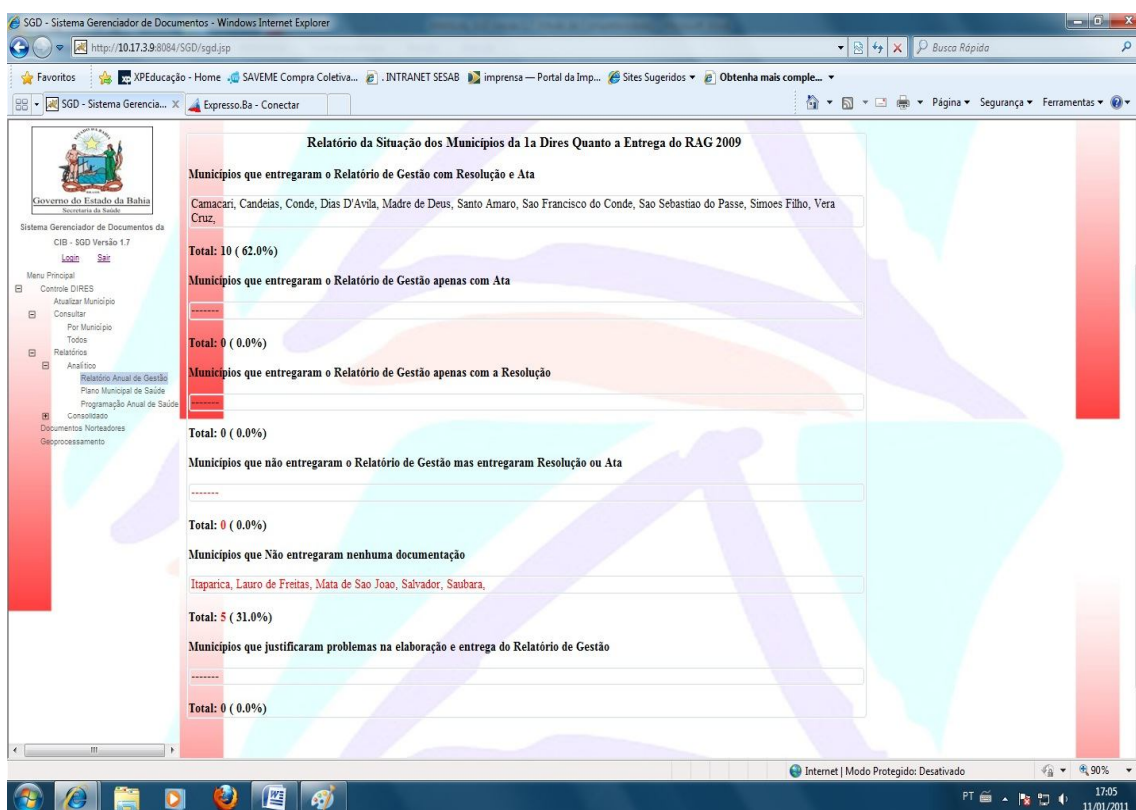 SGD - Sistema Gerenciador de Documentos - Windows Internet Explorer
http://10.17.3.9:8084/SGD/sgd.jsp
Busca Rápida
Favoritos
XPEducação - Home
SAVEME Compra Coletiva...
. INTRANET SESAB
imprensa — Portal da Imp...
Sites Sugeridos
Obtenha mais comple...
SGD - Sistema Gerencia...
Expresso.Ba - Conectar
Página
Segurança
Ferramentas
Governo do Estado da Bahia
Secretaria da Saúde
Sistema Gerenciador de Documentos da
CIB - SGD Versão 1.7
Login Sair
Menu Principal
Controle DIRES
Atualizar Município
Consultar
Por Município
Todos
Relatórios
Analítico
Relatório Anual de Gestão
Plano Municipal de Saúde
Programação Anual de Saúde
Consolidado
Documentos Norteadores
Geoprocessamento
Relatório da Situação dos Municípios da 1a Dires Quanto a Entrega do RAG 2009
Municípios que entregaram o Relatório de Gestão com Resolução e Ata
Camacari, Candeias, Conde, Dias D'Avila, Madre de Deus, Santo Amaro, Sao Francisco do Conde, Sao Sebastiao do Passe, Simoes Filho, Vera
Cruz,
Total: 10 ( 62.0%)
Municípios que entregaram o Relatório de Gestão apenas com Ata
-------
Total: 0 ( 0.0%)
Municípios que entregaram o Relatório de Gestão apenas com a Resolução
-------
Total: 0 ( 0.0%)
Municípios que não entregaram o Relatório de Gestão mas entregaram Resolução ou Ata
-------
Total: 0 ( 0.0%)
Municípios que Não entregaram nenhuma documentação
Itaparica, Lauro de Freitas, Mata de Sao Joao, Salvador, Saubara,
Total: 5 ( 31.0%)
Municípios que justificaram problemas na elaboração e entrega do Relatório de Gestão
-------
Total: 0 ( 0.0%)
Internet | Modo Protegido: Desativado
90%
PT
17:05
11/01/2011